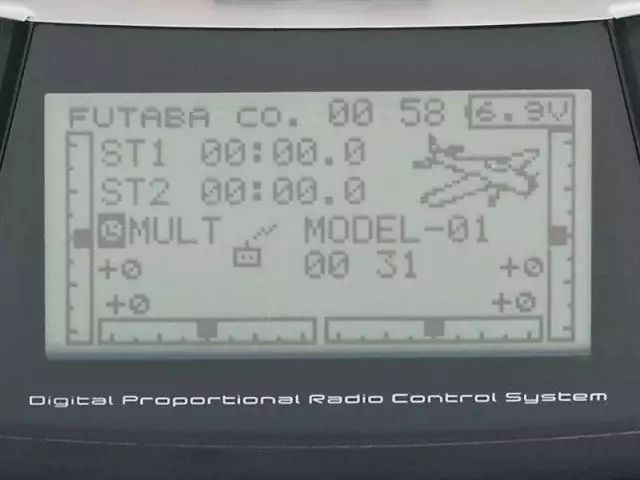 FUTABA CO. 00 58 6.9V
ST1 00:00.0
ST2 00:00.0
MULT MODEL-01
+0 00 31 +0
+0 +0
Digital Proportional Radio Control System